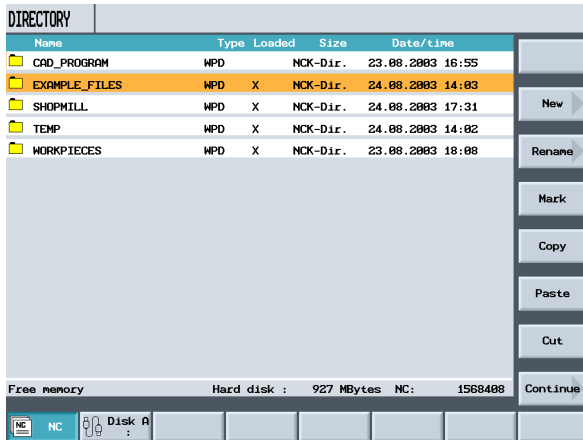 DIRECTORY
Name Type Loaded Size Date/time
CAD_PROGRAM WPD NCK-Dir. 23.08.2003 16:55
EXAMPLE_FILES WPD X NCK-Dir. 24.08.2003 14:03
SHOPMILL WPD X NCK-Dir. 24.08.2003 17:31
TEMP WPD X NCK-Dir. 24.08.2003 14:02
WORKPIECES WPD X NCK-Dir. 23.08.2003 18:08
New
Rename
Mark
Copy
Paste
Cut
Continue
Free memory Hard disk : 927 MBytes NC: 1568408
NC NC Disk A
: